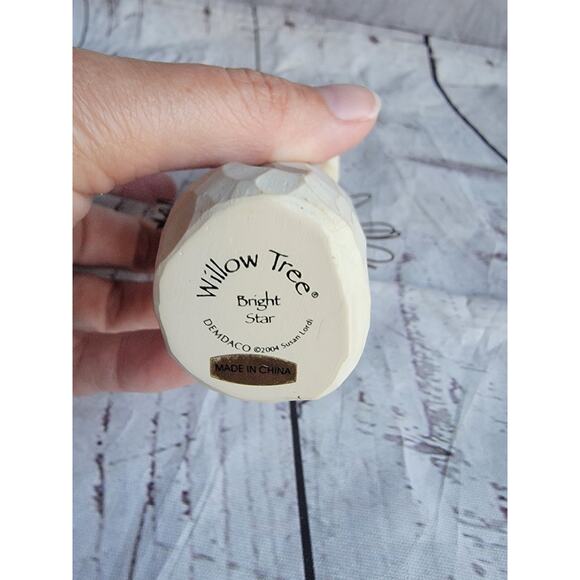 Willow Tree®
Bright
Star
DEMDACO ©2004 Susan Lordi
MADE IN CHINA